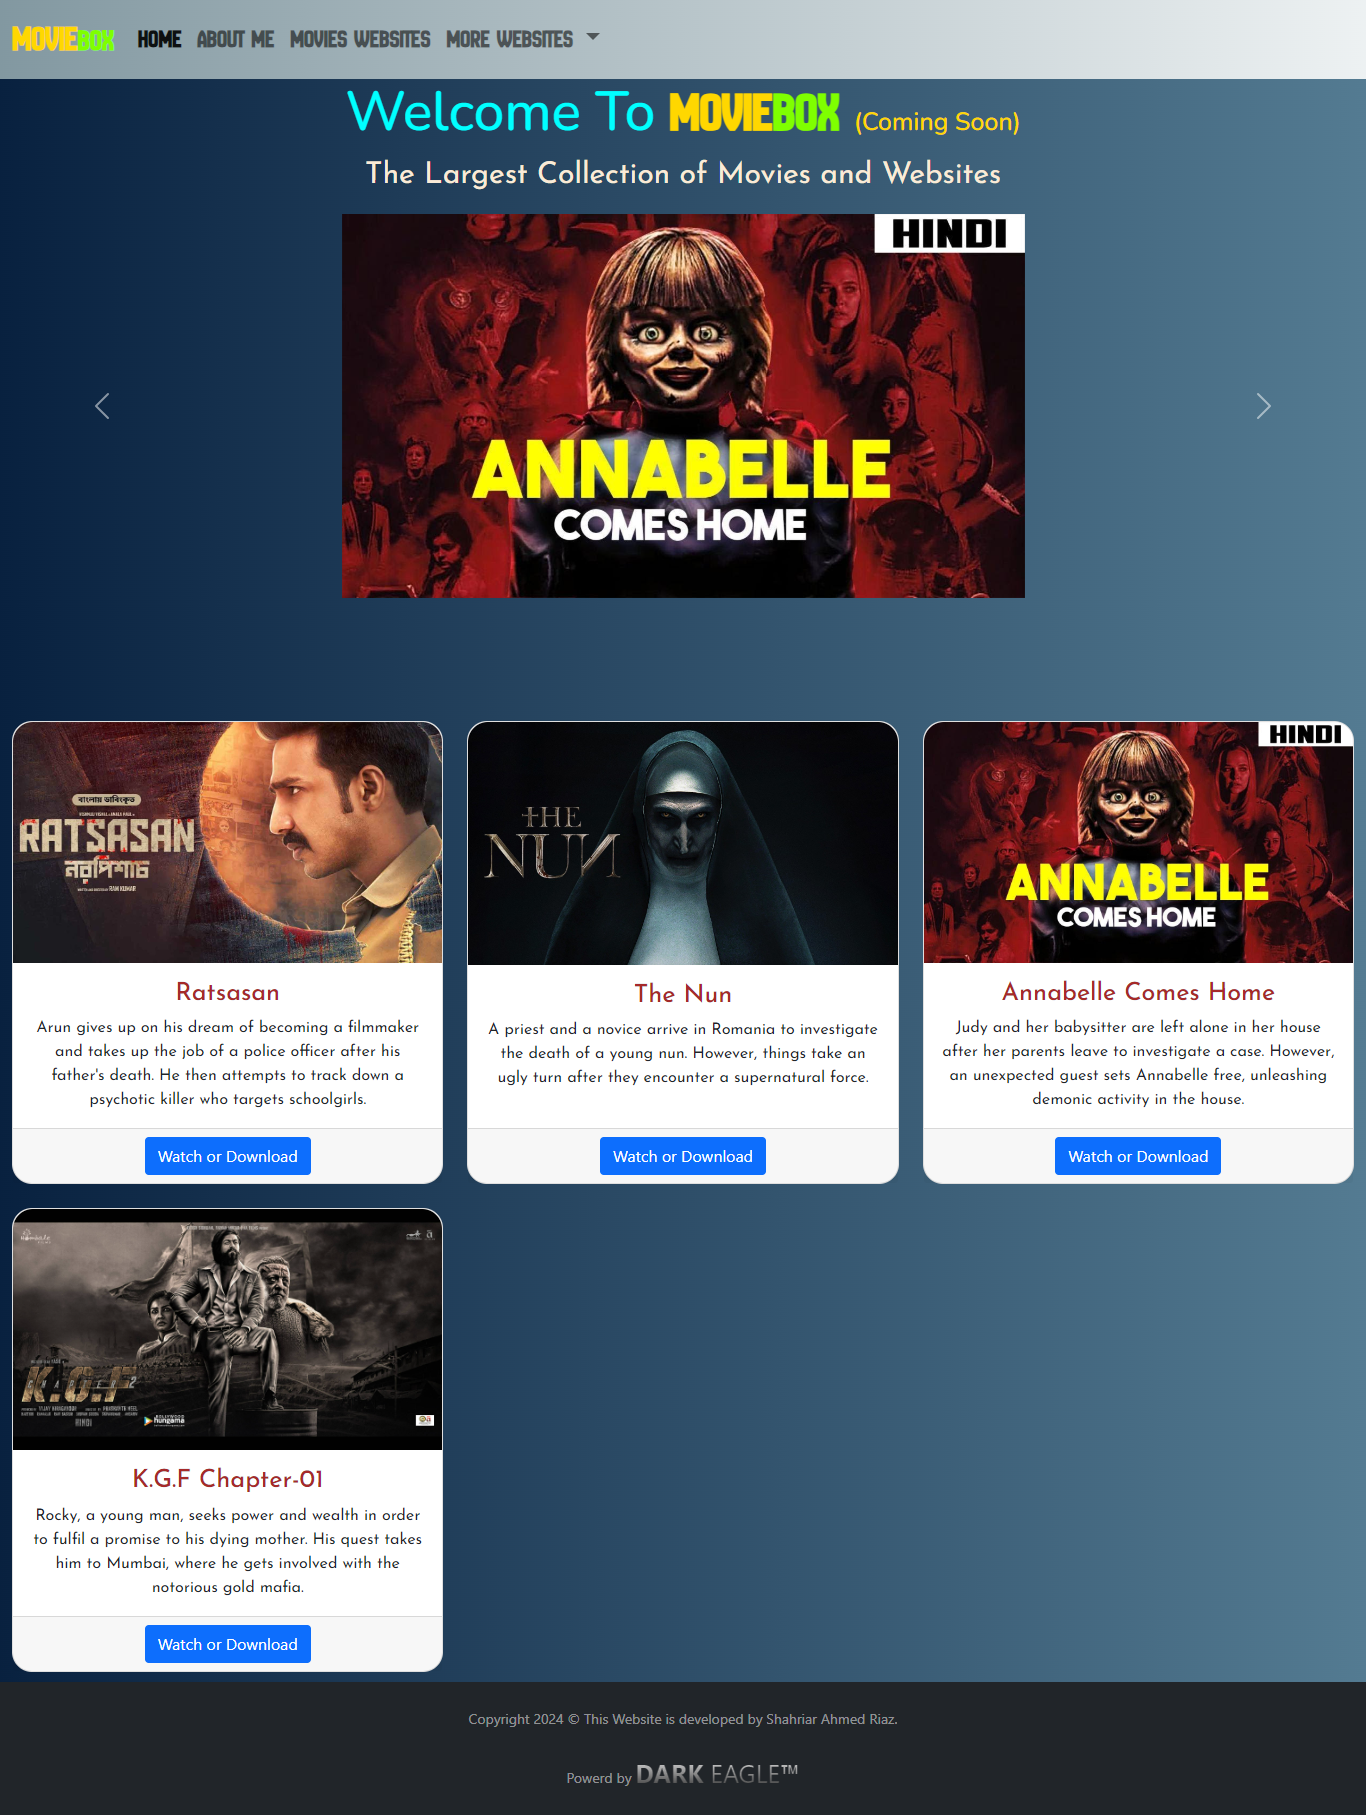 MOVIEBOX HOME ABOUT ME MOVIES WEBSITES MORE WEBSITES
Welcome To MOVIEBOX (Coming Soon)
The Largest Collection of Movies and Websites
HINDI
ANNABELLE
COMES HOME
বাংলায় ডাবিংকৃত
RATSASAN
নরপিশাচ
RAM KUMAR
THE
NUN
HINDI
ANNABELLE
COMES HOME
Ratsasan
Arun gives up on his dream of becoming a filmmaker
and takes up the job of a police officer after his
father's death. He then attempts to track down a
psychotic killer who targets schoolgirls.
Watch or Download
The Nun
A priest and a novice arrive in Romania to investigate
the death of a young nun. However, things take an
ugly turn after they encounter a supernatural force.
Watch or Download
Annabelle Comes Home
Judy and her babysitter are left alone in her house
after her parents leave to investigate a case. However,
an unexpected guest sets Annabelle free, unleashing
demonic activity in the house.
Watch or Download
K.G.F
CHAPTER 2
HINDI
BOLLYWOOD
hungama
K.G.F Chapter-01
Rocky, a young man, seeks power and wealth in order
to fulfil a promise to his dying mother. His quest takes
him to Mumbai, where he gets involved with the
notorious gold mafia.
Watch or Download
Copyright 2024 © This Website is developed by Shahriar Ahmed Riaz.
Powerd by DARK EAGLE™